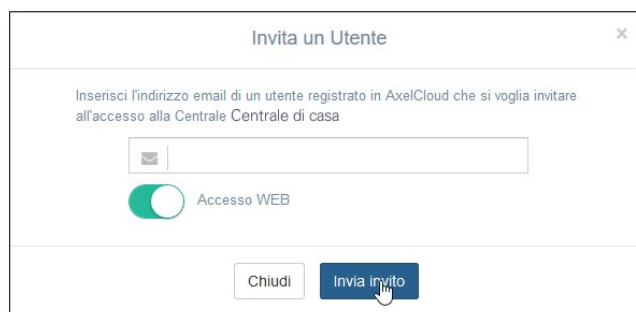 Invita un Utente
×
Inserisci l'indirizzo email di un utente registrato in AxelCloud che si voglia invitare
all'accesso alla Centrale Centrale di casa
Accesso WEB
Chiudi
Invia invito